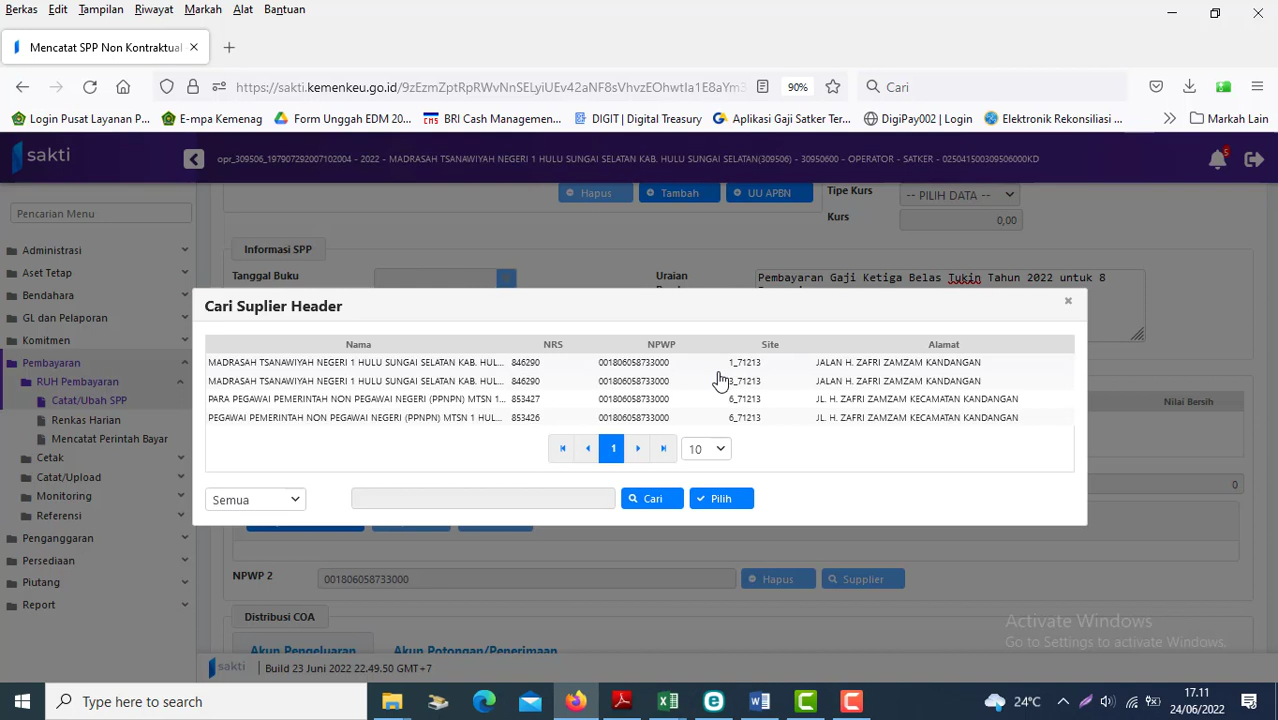 Berkas Edit Tampilan Riwayat Markah Alat Bantuan
Mencatat SPP Non Kontraktual
https://sakti.kemenkeu.go.id/9zEzmZptRpRWvNnSELyiUEv42aNF8sVhvzEOhwtIa1E8aYm3
90%
Cari
Login Pusat Layanan P...
E-mpa Kemenag
Form Unggah EDM 20...
BRI Cash Managemen...
DIGIT | Digital Treasury
Aplikasi Gaji Satker Ter...
DigiPay002 | Login
Elektronik Rekonsiliasi ...
Markah Lain
sakti
opr_309506_197907292007102004 - 2022 - MADRASAH TSANAWIYAH NEGERI 1 HULU SUNGAI SELATAN KAB. HULU SUNGAI SELATAN(309506) - 30950600 - OPERATOR - SATKER - 025041500309506000KD
5
Pencarian Menu
Administrasi
Aset Tetap
Bendahara
GL dan Pelaporan
Komitmen
Pembayaran
RUH Pembayaran
Catat/Ubah SPP
Renkas Harian
Mencatat Perintah Bayar
Cetak
Catat/Upload
Monitoring
Referensi
Penganggaran
Persediaan
Piutang
Report
Hapus Tambah UU APBN
Tipe Kurs -- PILIH DATA --
Kurs 0,00
Informasi SPP
Tanggal Buku
Uraian
Pembayaran Gaji Ketiga Belas Tukin Tahun 2022 untuk 8
Cari Suplier Header
Nama NRS NPWP Site Alamat
MADRASAH TSANAWIYAH NEGERI 1 HULU SUNGAI SELATAN KAB. HUL... 846290 001806058733000 1_71213 JALAN H. ZAFRI ZAMZAM KANDANGAN
MADRASAH TSANAWIYAH NEGERI 1 HULU SUNGAI SELATAN KAB. HUL... 846290 001806058733000 3_71213 JALAN H. ZAFRI ZAMZAM KANDANGAN
PARA PEGAWAI PEMERINTAH NON PEGAWAI NEGERI (PPNPN) MTSN 1... 853427 001806058733000 6_71213 JL. H. ZAFRI ZAMZAM KECAMATAN KANDANGAN
PEGAWAI PEMERINTAH NON PEGAWAI NEGERI (PPNPN) MTSN 1 HUL... 853426 001806058733000 6_71213 JL. H. ZAFRI ZAMZAM KECAMATAN KANDANGAN
1 10
Semua Cari Pilih
Nilai Bersih
0
NPWP 2 001806058733000 Hapus Supplier
Distribusi COA
Akun Pengeluaran Akun Potongan/Penerimaan
Activate Windows
Go to Settings to activate Windows.
sakti Build 23 Juni 2022 22.49.50 GMT+7
Type here to search
24°C
17.11
24/06/2022